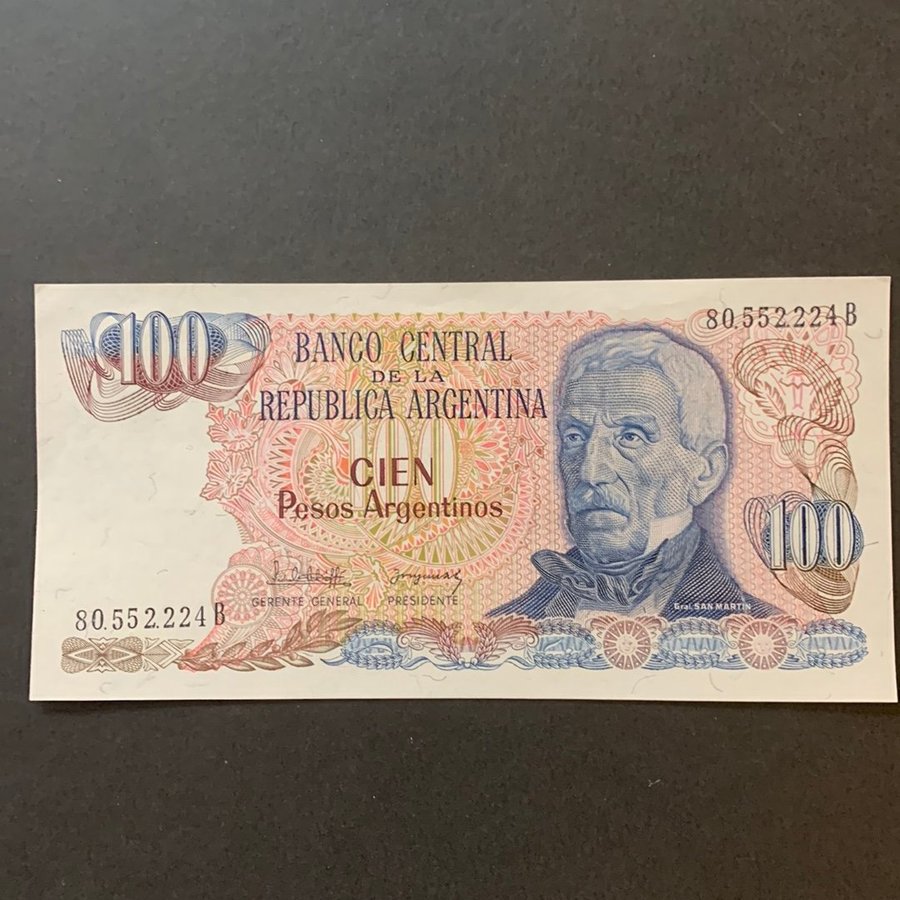 100
80.552.224 B
BANCO CENTRAL
DE LA
REPUBLICA ARGENTINA
100
CIEN
Pesos Argentinos
100
GERENTE GENERAL PRESIDENTE
Gral. SAN MARTIN
80.552.224 B